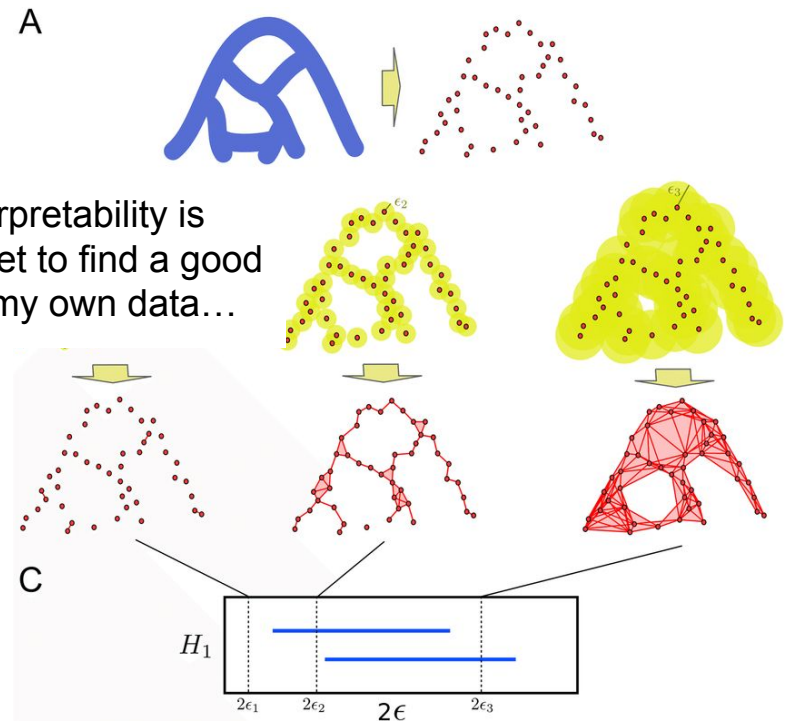 A
rpretability is
et to find a good
my own data…
ϵ₂
ϵ₃
C
H₁
2ϵ₁
2ϵ₂
2ϵ₃
2ϵ